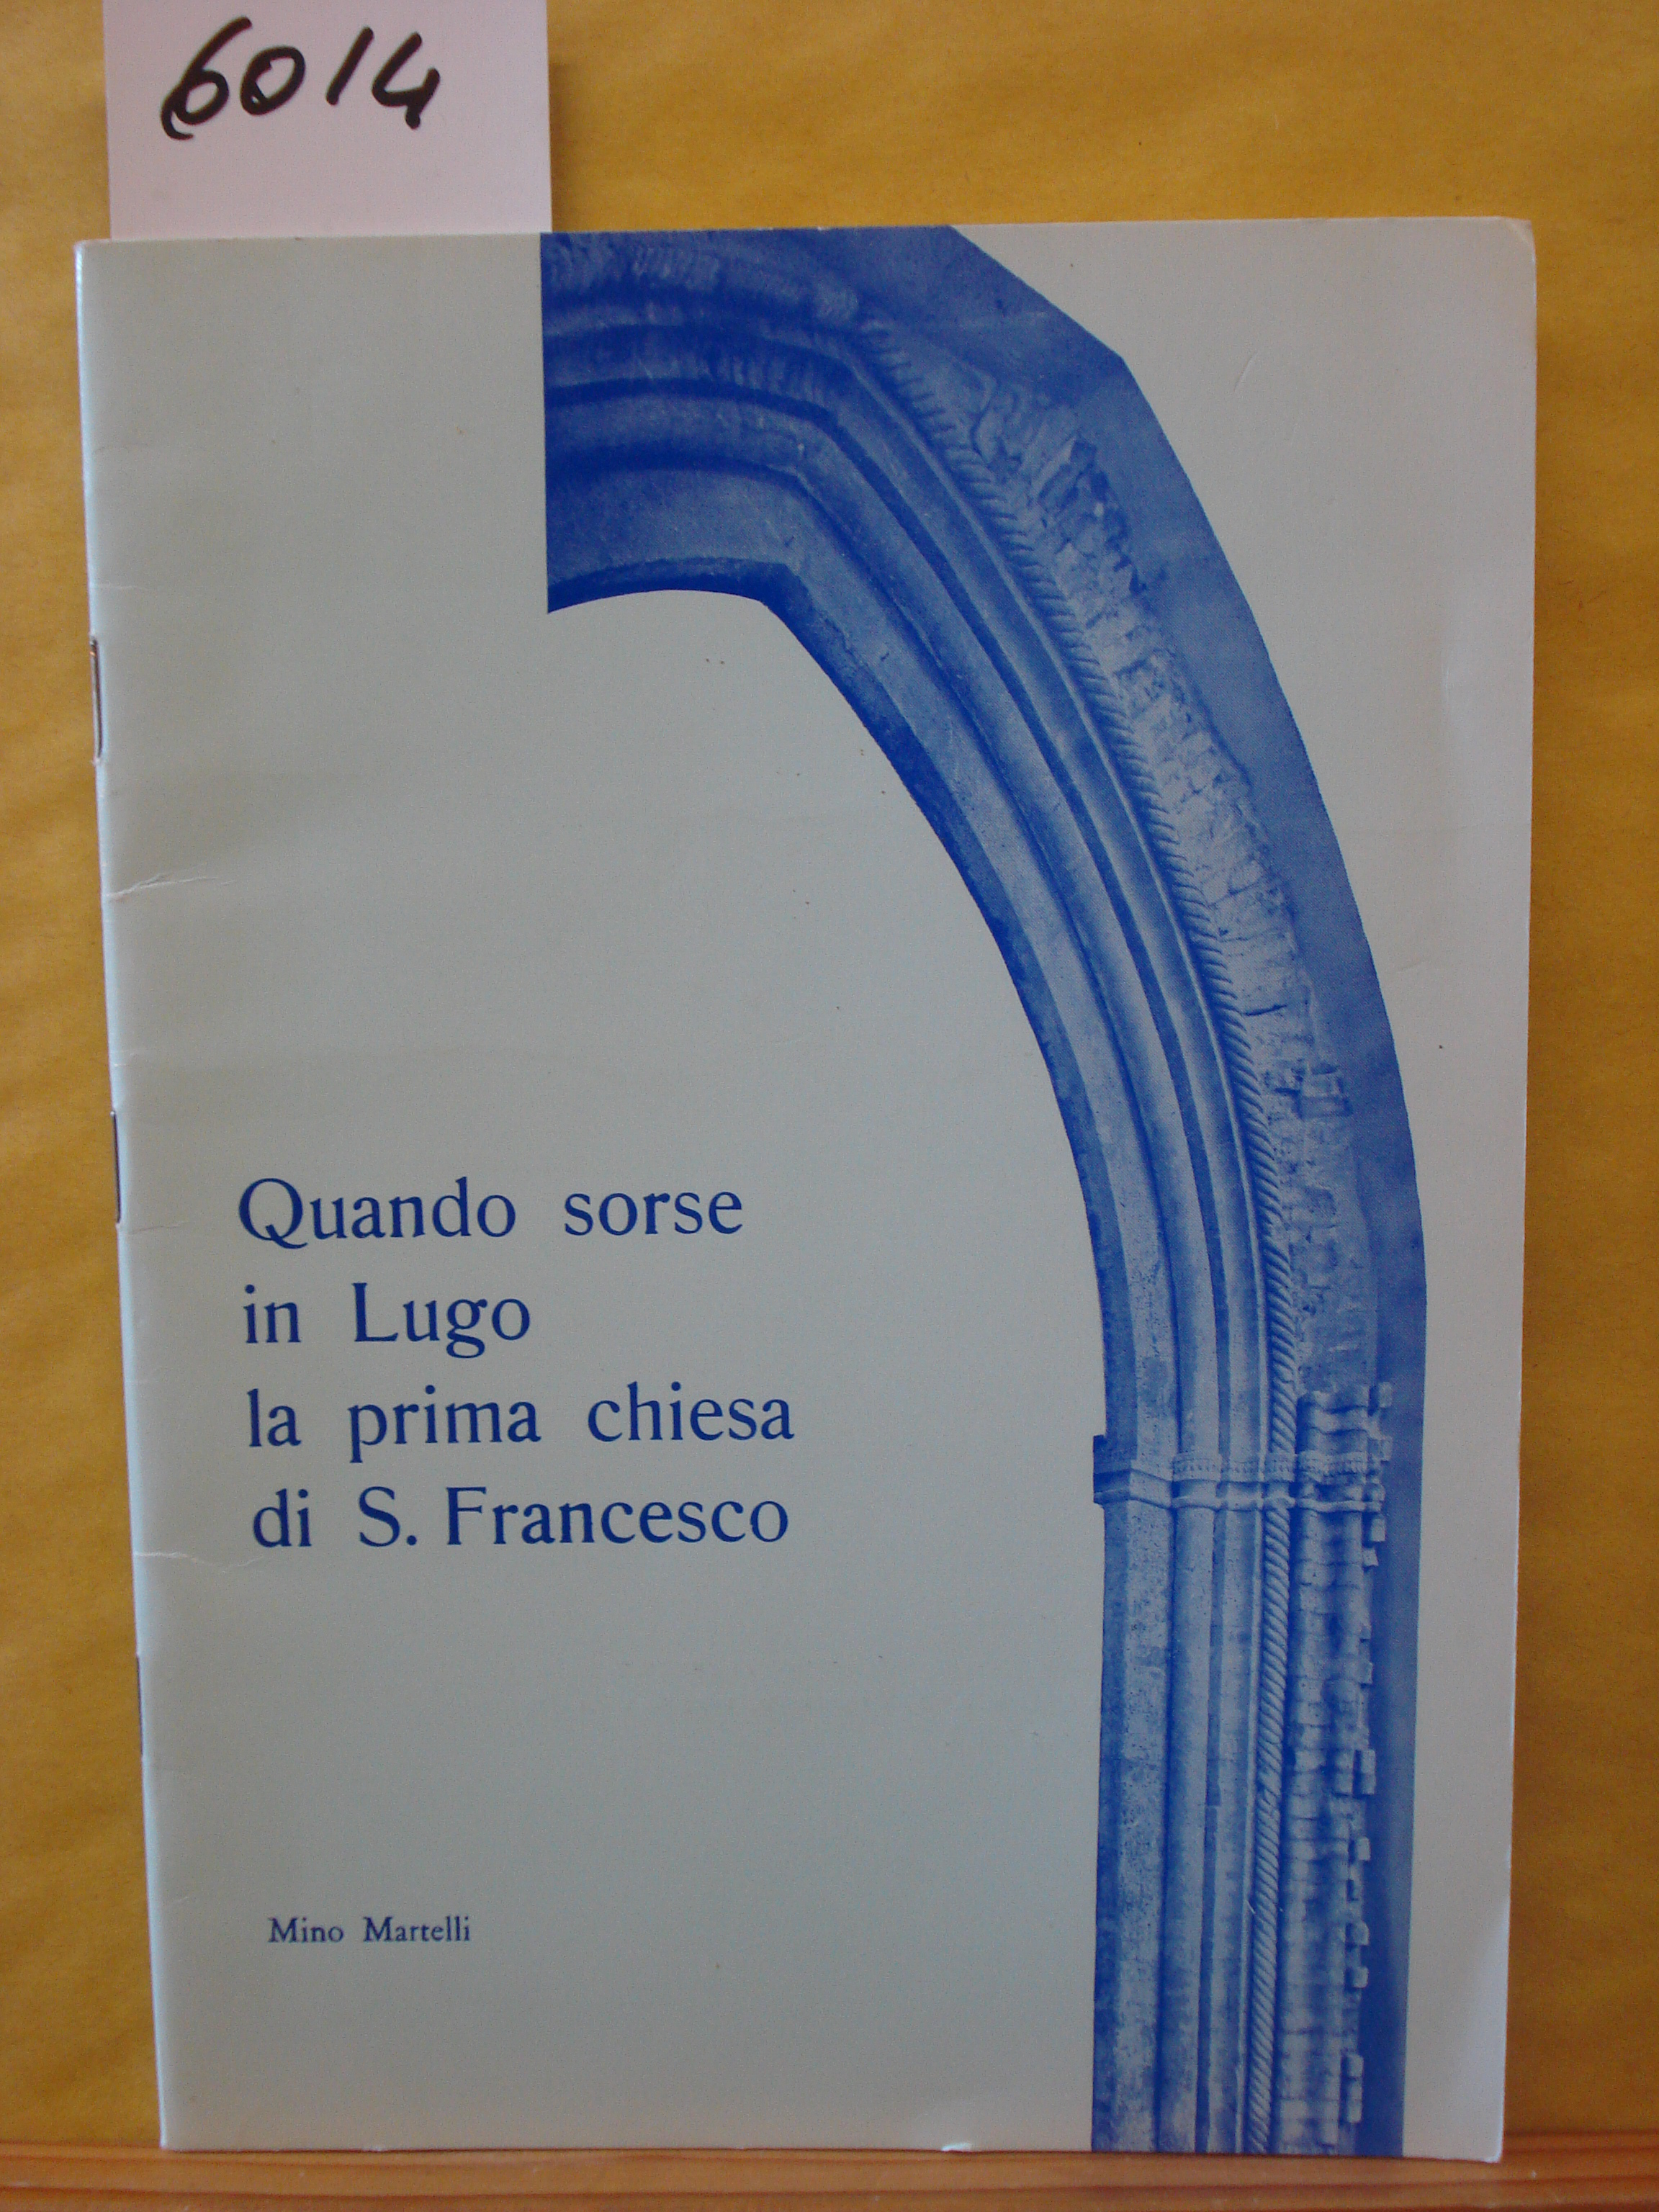 6014
Quando sorse
in Lugo
la prima chiesa
di S. Francesco
Mino Martelli